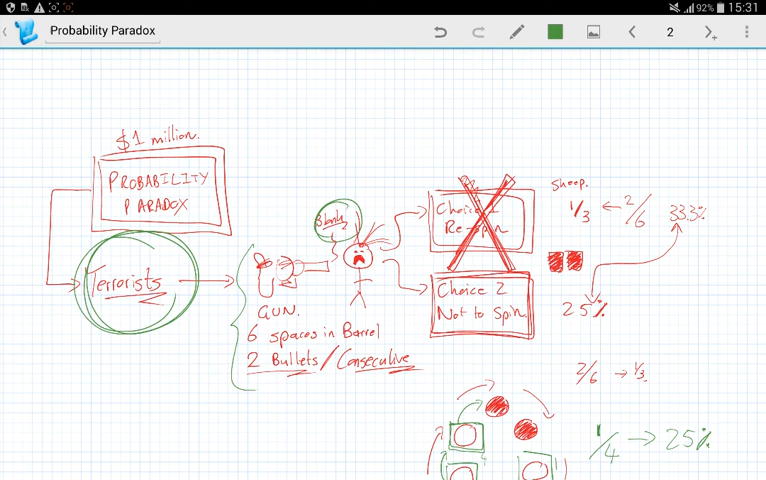 92% 15:31
Probability Paradox
2
$1 million.
PROBABILITY
PARADOX
Terrorists
Blank
GUN.
6 spaces in Barrel
2 Bullets / Consecutive
Choice 1
Re-spin
Choice 2
Not to Spin
sheep.
1/3 ← 2/6 33.3%
25%
2/6 → 1/3.
1/4 → 25%